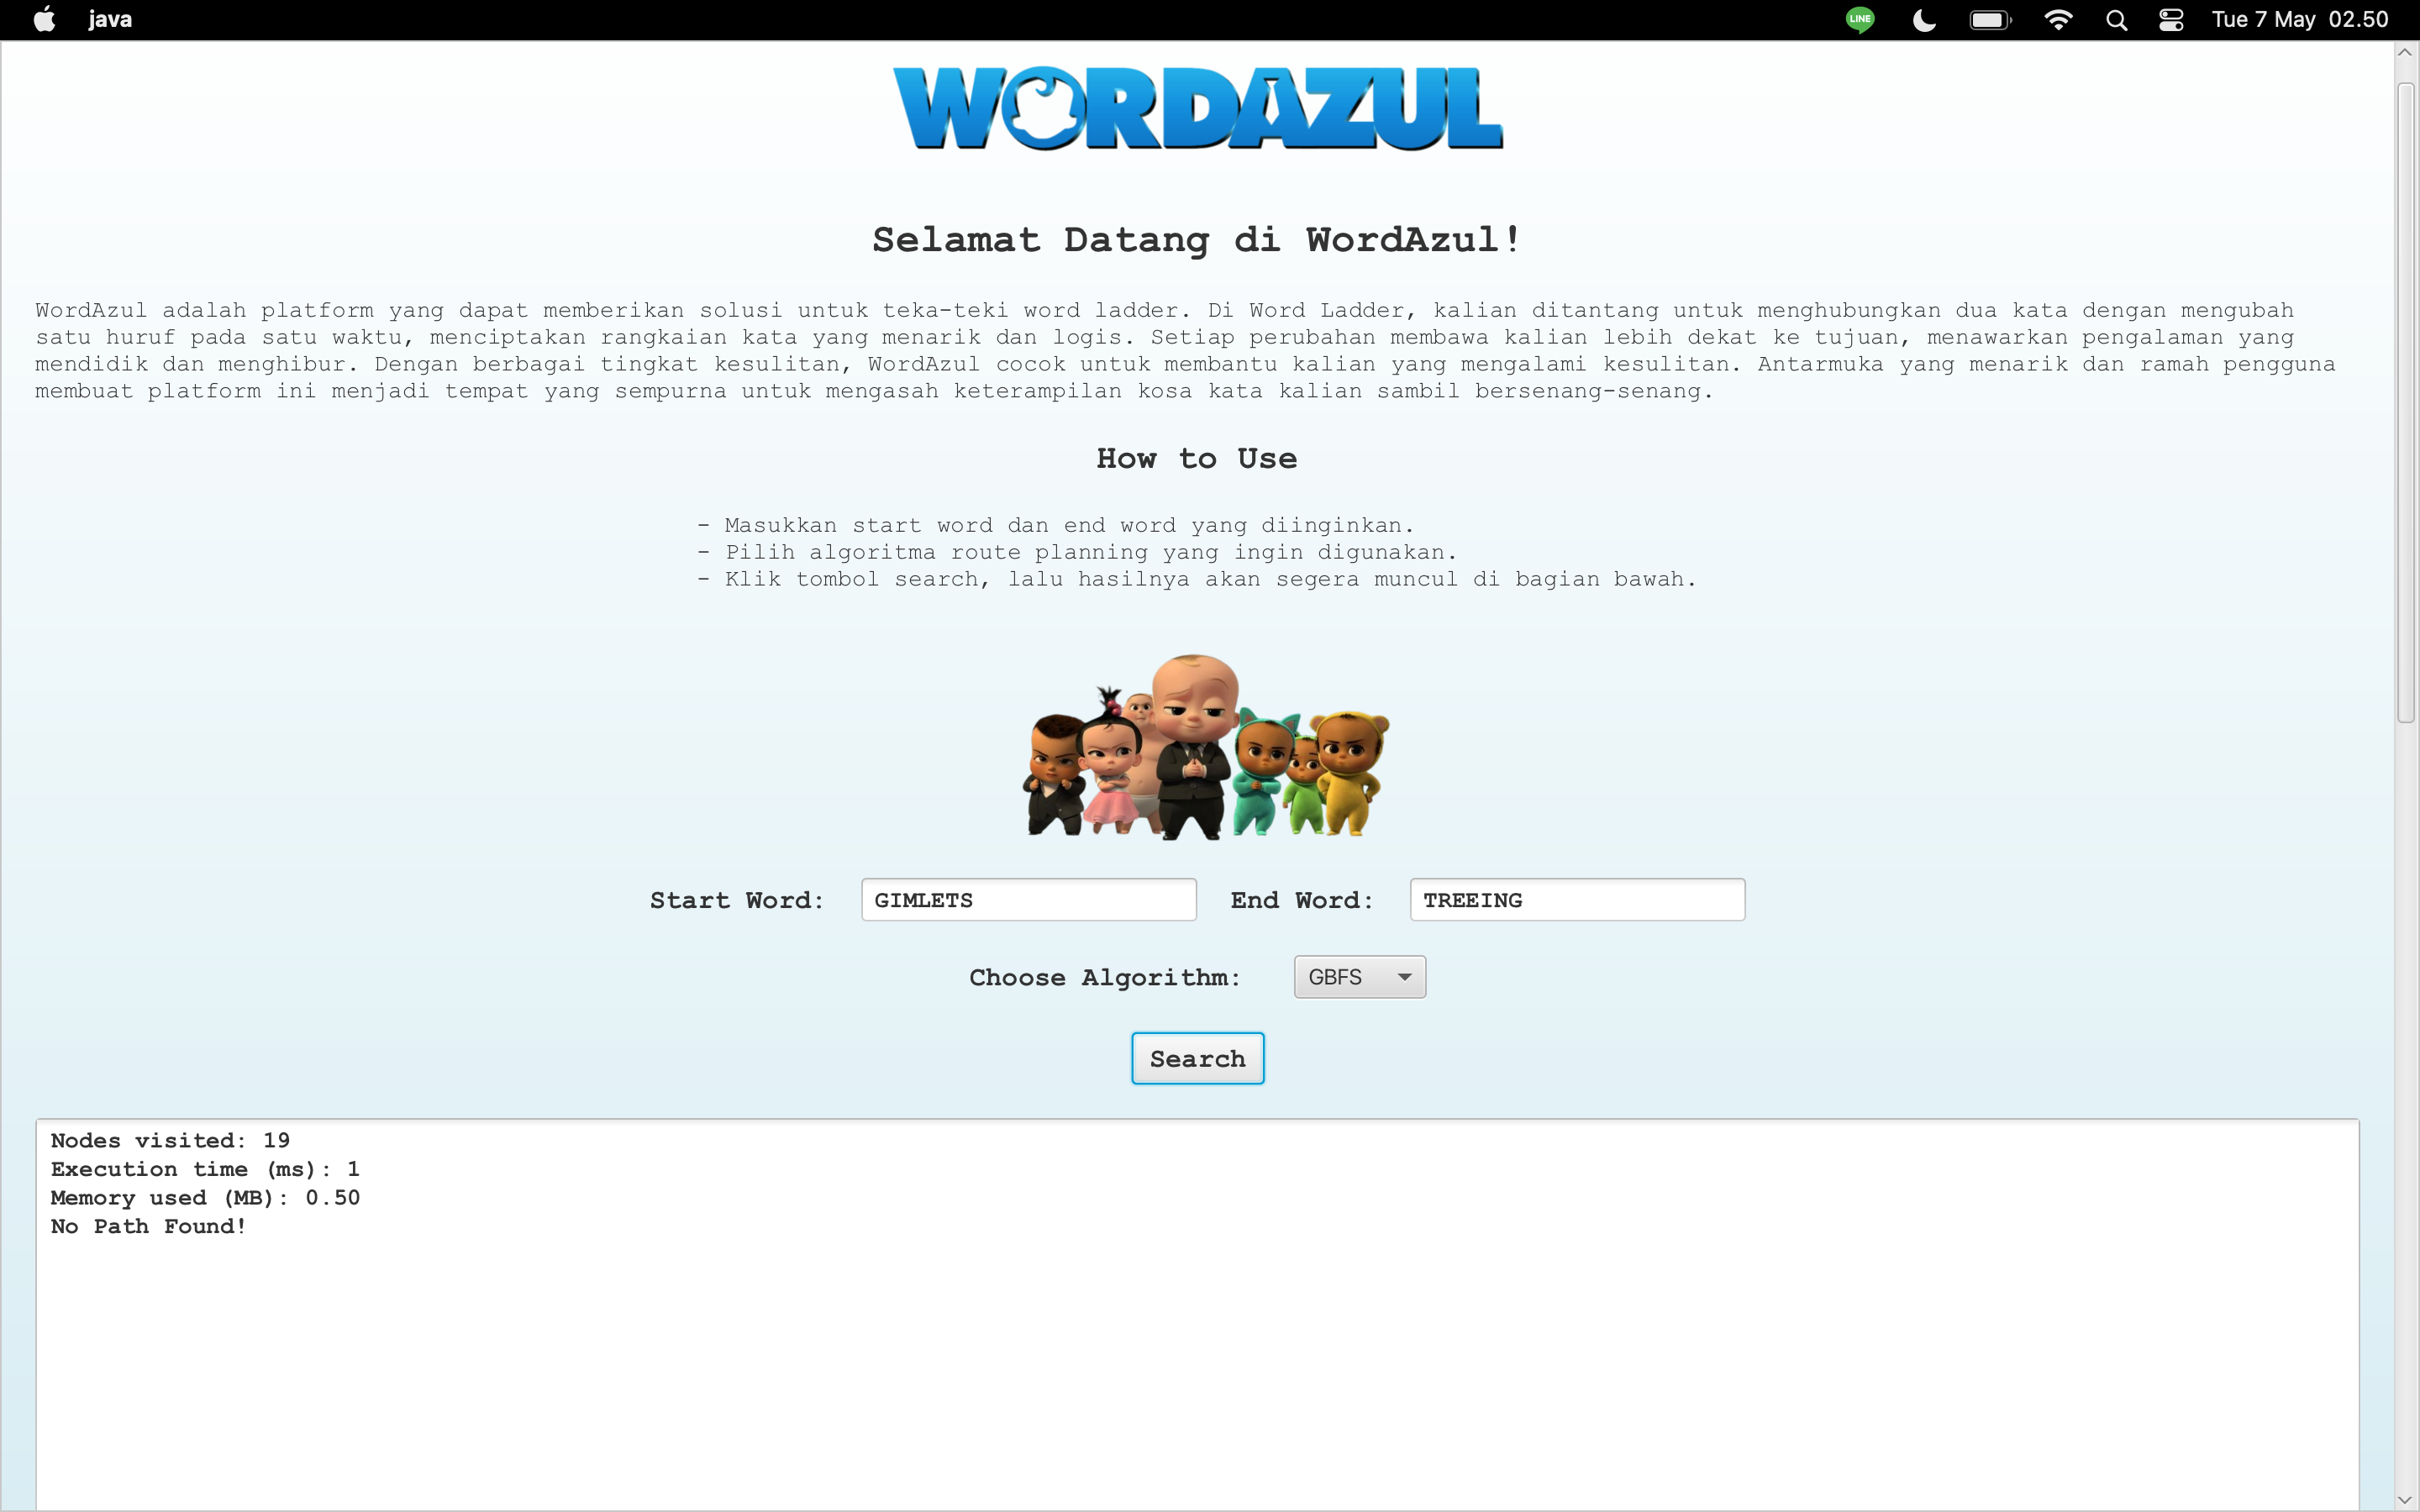 java
LINE
Tue 7 May 02.50
WORDAZUL
Selamat Datang di WordAzul!
WordAzul adalah platform yang dapat memberikan solusi untuk teka-teki word ladder. Di Word Ladder, kalian ditantang untuk menghubungkan dua kata dengan mengubah
satu huruf pada satu waktu, menciptakan rangkaian kata yang menarik dan logis. Setiap perubahan membawa kalian lebih dekat ke tujuan, menawarkan pengalaman yang
mendidik dan menghibur. Dengan berbagai tingkat kesulitan, WordAzul cocok untuk membantu kalian yang mengalami kesulitan. Antarmuka yang menarik dan ramah pengguna
membuat platform ini menjadi tempat yang sempurna untuk mengasah keterampilan kosa kata kalian sambil bersenang-senang.
How to Use
- Masukkan start word dan end word yang diinginkan.
- Pilih algoritma route planning yang ingin digunakan.
- Klik tombol search, lalu hasilnya akan segera muncul di bagian bawah.
Start Word: GIMLETS End Word: TREEING
Choose Algorithm: GBFS
Search
Nodes visited: 19
Execution time (ms): 1
Memory used (MB): 0.50
No Path Found!